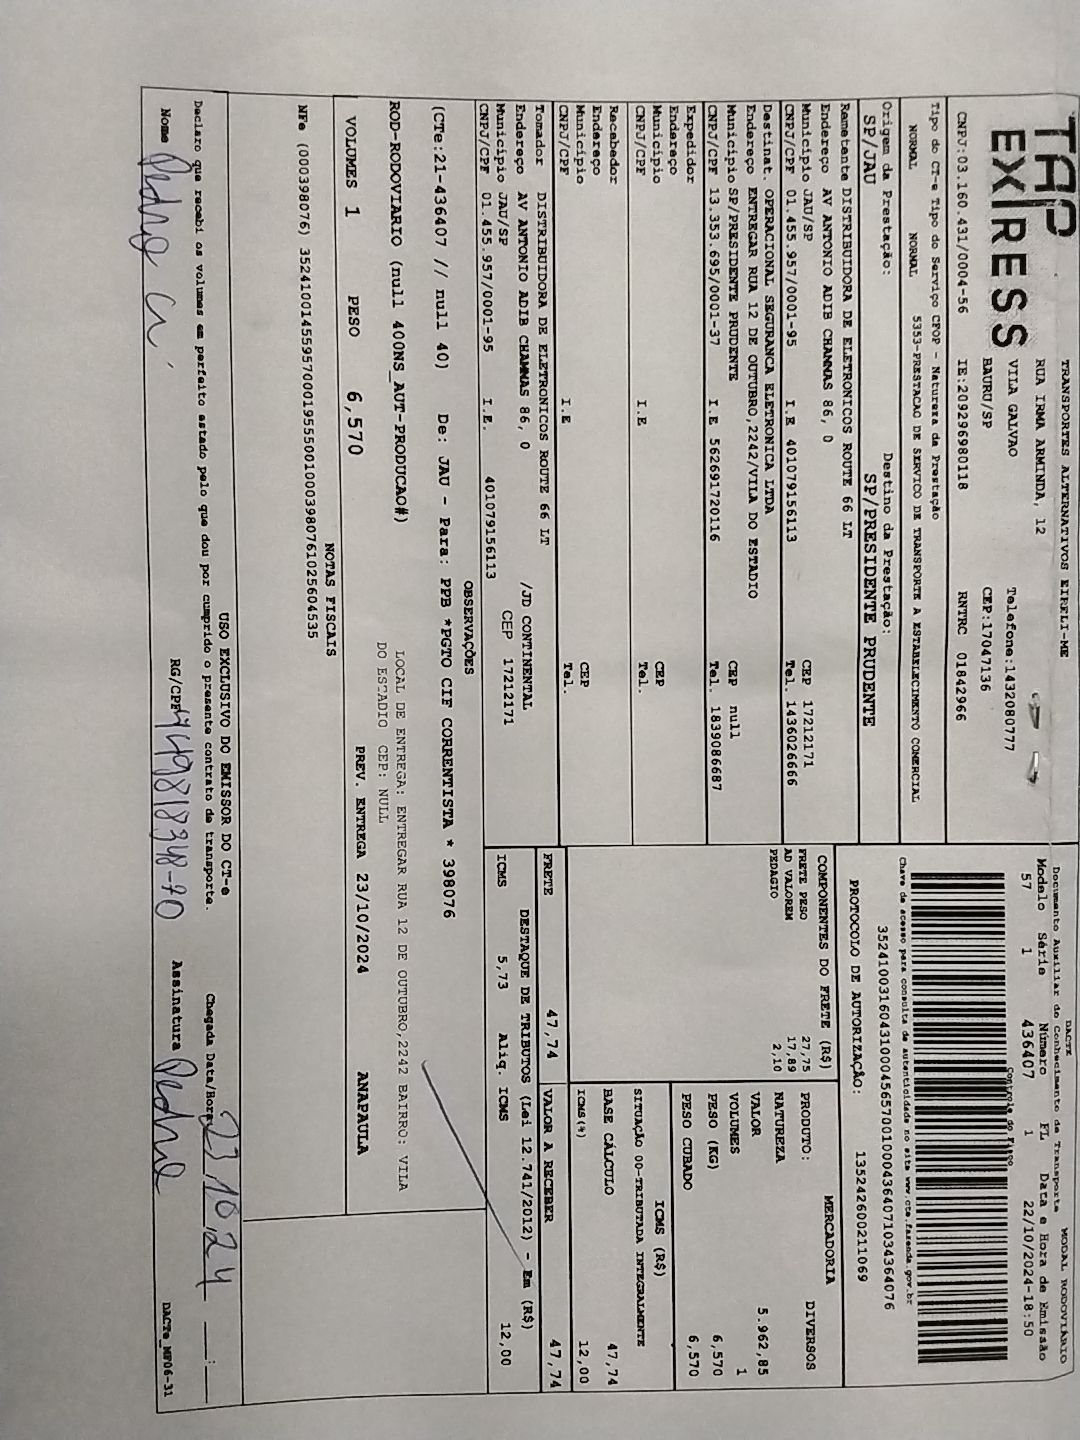 TAP EXPRESS
TRANSPORTES ALTERNATIVOS EIRELI-ME
RUA IRMA ARMINDA, 12
VILA GALVAO
BAURU/SP
Telefone:1432080777
CEP:17047136
CNPJ:03.160.431/0004-56 IE:209296980118 RNTRC 01842966
DACTE MODAL RODOVIÁRIO
Documento Auxiliar do Conhecimento de Transporte
Modelo Série Número FL Data e Hora de Emissão
57 1 436407 1 22/10/2024-18:50
Controle do Fisco
Chave de acesso para consulta de autenticidade no site www.cte.fazenda.gov.br
35241003160431000456570010004364071034364076
PROTOCOLO DE AUTORIZAÇÃO: 135242600211069
Tipo do CT-e Tipo do Serviço CFOP - Natureza da Prestação
NORMAL NORMAL 5353-PRESTACAO DE SERVICO DE TRANSPORTE A ESTABELECIMENTO COMERCIAL
Origem da Prestação: Destino da Prestação:
SP/JAU SP/PRESIDENTE PRUDENTE
Remetente DISTRIBUIDORA DE ELETRONICOS ROUTE 66 LT
Endereço AV ANTONIO ADIB CHAMMAS 86, 0
Município JAU/SP CEP 17212171
CNPJ/CPF 01.455.957/0001-95 I.E 401079156113 Tel. 1436026666
Destinat. OPERACIONAL SEGURANCA ELETRONICA LTDA
Endereço ENTREGAR RUA 12 DE OUTUBRO,2242/VILA DO ESTADIO
Município SP/PRESIDENTE PRUDENTE CEP null
CNPJ/CPF 13.353.695/0001-37 I.E 562691720116 Tel. 1839086687
Expedidor
Endereço
Município CEP
CNPJ/CPF I.E Tel.
Recebedor
Endereço
Município CEP
CNPJ/CPF I.E Tel.
Tomador DISTRIBUIDORA DE ELETRONICOS ROUTE 66 LT
Endereço AV ANTONIO ADIB CHAMMAS 86, 0 /JD CONTINENTAL
Município JAU/SP CEP 17212171
CNPJ/CPF 01.455.957/0001-95 I.E. 401079156113
COMPONENTES DO FRETE (R$)
FRETE PESO 27,75
AD VALOREM 17,89
PEDAGIO 2,10
MERCADORIA
PRODUTO: DIVERSOS
NATUREZA
VALOR 5.962,85
VOLUMES 1
PESO (KG) 6,570
PESO CUBADO 6,570
ICMS (R$)
SITUAÇÃO 00-TRIBUTADA INTEGRALMENTE
BASE CÁLCULO 47,74
ICMS(%) 12,00
FRETE 47,74 VALOR A RECEBER 47,74
DESTAQUE DE TRIBUTOS (Lei 12.741/2012) - Em (R$)
ICMS 5,73 Aliq. ICMS 12,00
OBSERVAÇÕES
(CTe:21-436407 // null 40) De: JAU - Para: PPB *PGTO CIF CORRENTISTA * 398076
LOCAL DE ENTREGA: ENTREGAR RUA 12 DE OUTUBRO,2242 BAIRRO: VILA
ROD-RODOVIARIO (null 400NS_AUT-PRODUCAO#) DO ESTADIO CEP: NULL
VOLUMES 1 PESO 6,570 PREV. ENTREGA 23/10/2024 ANAPAULA
NOTAS FISCAIS
NFe (000398076) 35241001455957000195550010003980761025604535
USO EXCLUSIVO DO EMISSOR DO CT-e
Declaro que recebi os volumes em perfeito estado pelo que dou por cumprido o presente contrato de transporte. Chegada Data/Hora 23 10 24 __:__
Nome Pedro RG/CPF 449818348-70 Assinatura Pedro
DACTe_MF06-31